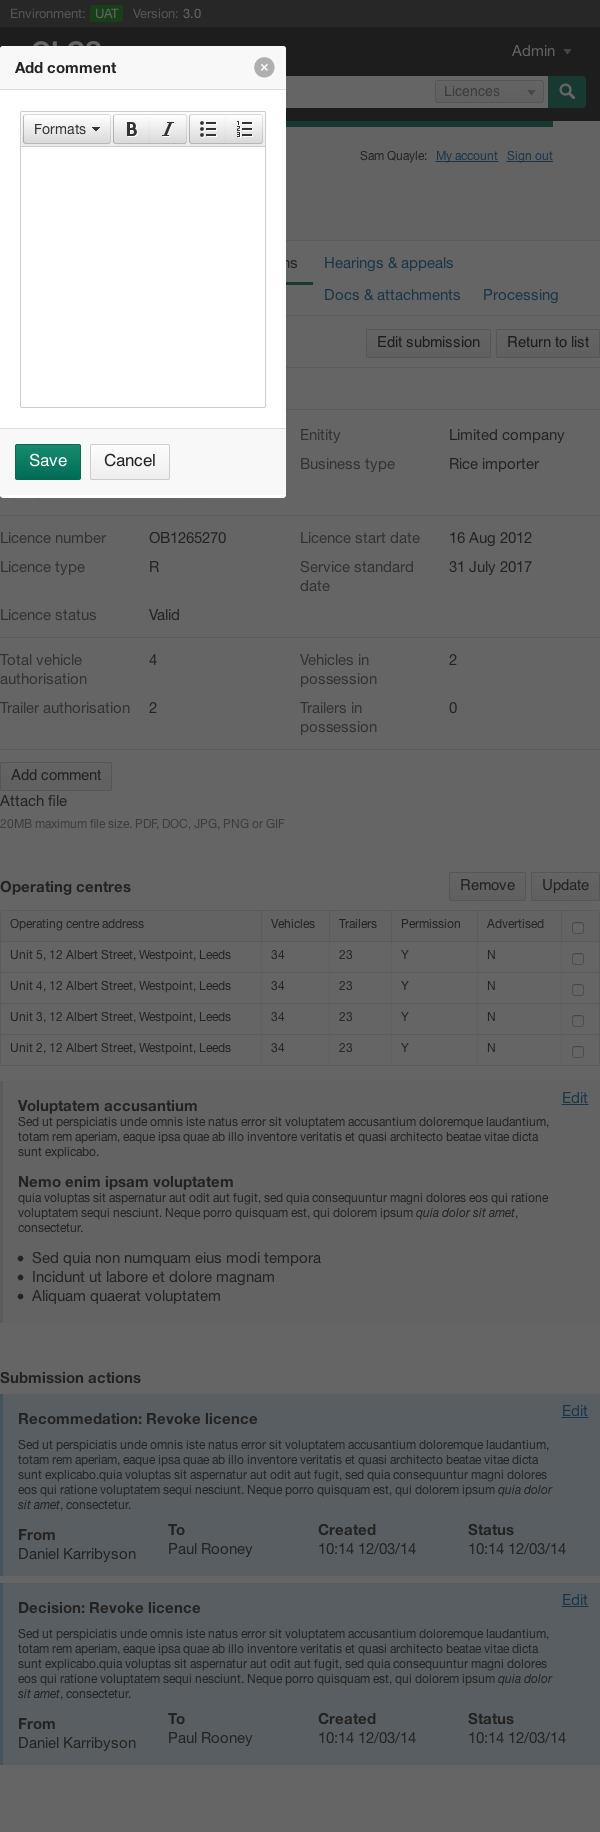 Environment: UAT Version: 3.0
Admin
Add comment
Licences
Formats B I
Sam Quayle: My account Sign out
Hearings & appeals
Docs & attachments Processing
Edit submission Return to list
Save Cancel
Enitity Limited company
Business type Rice importer
Licence number OB1265270 Licence start date 16 Aug 2012
Licence type R Service standard date 31 July 2017
Licence status Valid
Total vehicle authorisation 4 Vehicles in possession 2
Trailer authorisation 2 Trailers in possession 0
Add comment
Attach file
20MB maximum file size. PDF, DOC, JPG, PNG or GIF
Operating centres Remove Update
Operating centre address Vehicles Trailers Permission Advertised
Unit 5, 12 Albert Street, Westpoint, Leeds 34 23 Y N
Unit 4, 12 Albert Street, Westpoint, Leeds 34 23 Y N
Unit 3, 12 Albert Street, Westpoint, Leeds 34 23 Y N
Unit 2, 12 Albert Street, Westpoint, Leeds 34 23 Y N
Edit
Voluptatem accusantium
Sed ut perspiciatis unde omnis iste natus error sit voluptatem accusantium doloremque laudantium,
totam rem aperiam, eaque ipsa quae ab illo inventore veritatis et quasi architecto beatae vitae dicta
sunt explicabo.
Nemo enim ipsam voluptatem
quia voluptas sit aspernatur aut odit aut fugit, sed quia consequuntur magni dolores eos qui ratione
voluptatem sequi nesciunt. Neque porro quisquam est, qui dolorem ipsum quia dolor sit amet,
consectetur.
• Sed quia non numquam eius modi tempora
• Incidunt ut labore et dolore magnam
• Aliquam quaerat voluptatem
Submission actions
Edit
Recommedation: Revoke licence
Sed ut perspiciatis unde omnis iste natus error sit voluptatem accusantium doloremque laudantium,
totam rem aperiam, eaque ipsa quae ab illo inventore veritatis et quasi architecto beatae vitae dicta
sunt explicabo.quia voluptas sit aspernatur aut odit aut fugit, sed quia consequuntur magni dolores
eos qui ratione voluptatem sequi nesciunt. Neque porro quisquam est, qui dolorem ipsum quia dolor
sit amet, consectetur.
From To Created Status
Daniel Karribyson Paul Rooney 10:14 12/03/14 10:14 12/03/14
Edit
Decision: Revoke licence
Sed ut perspiciatis unde omnis iste natus error sit voluptatem accusantium doloremque laudantium,
totam rem aperiam, eaque ipsa quae ab illo inventore veritatis et quasi architecto beatae vitae dicta
sunt explicabo.quia voluptas sit aspernatur aut odit aut fugit, sed quia consequuntur magni dolores
eos qui ratione voluptatem sequi nesciunt. Neque porro quisquam est, qui dolorem ipsum quia dolor
sit amet, consectetur.
From To Created Status
Daniel Karribyson Paul Rooney 10:14 12/03/14 10:14 12/03/14